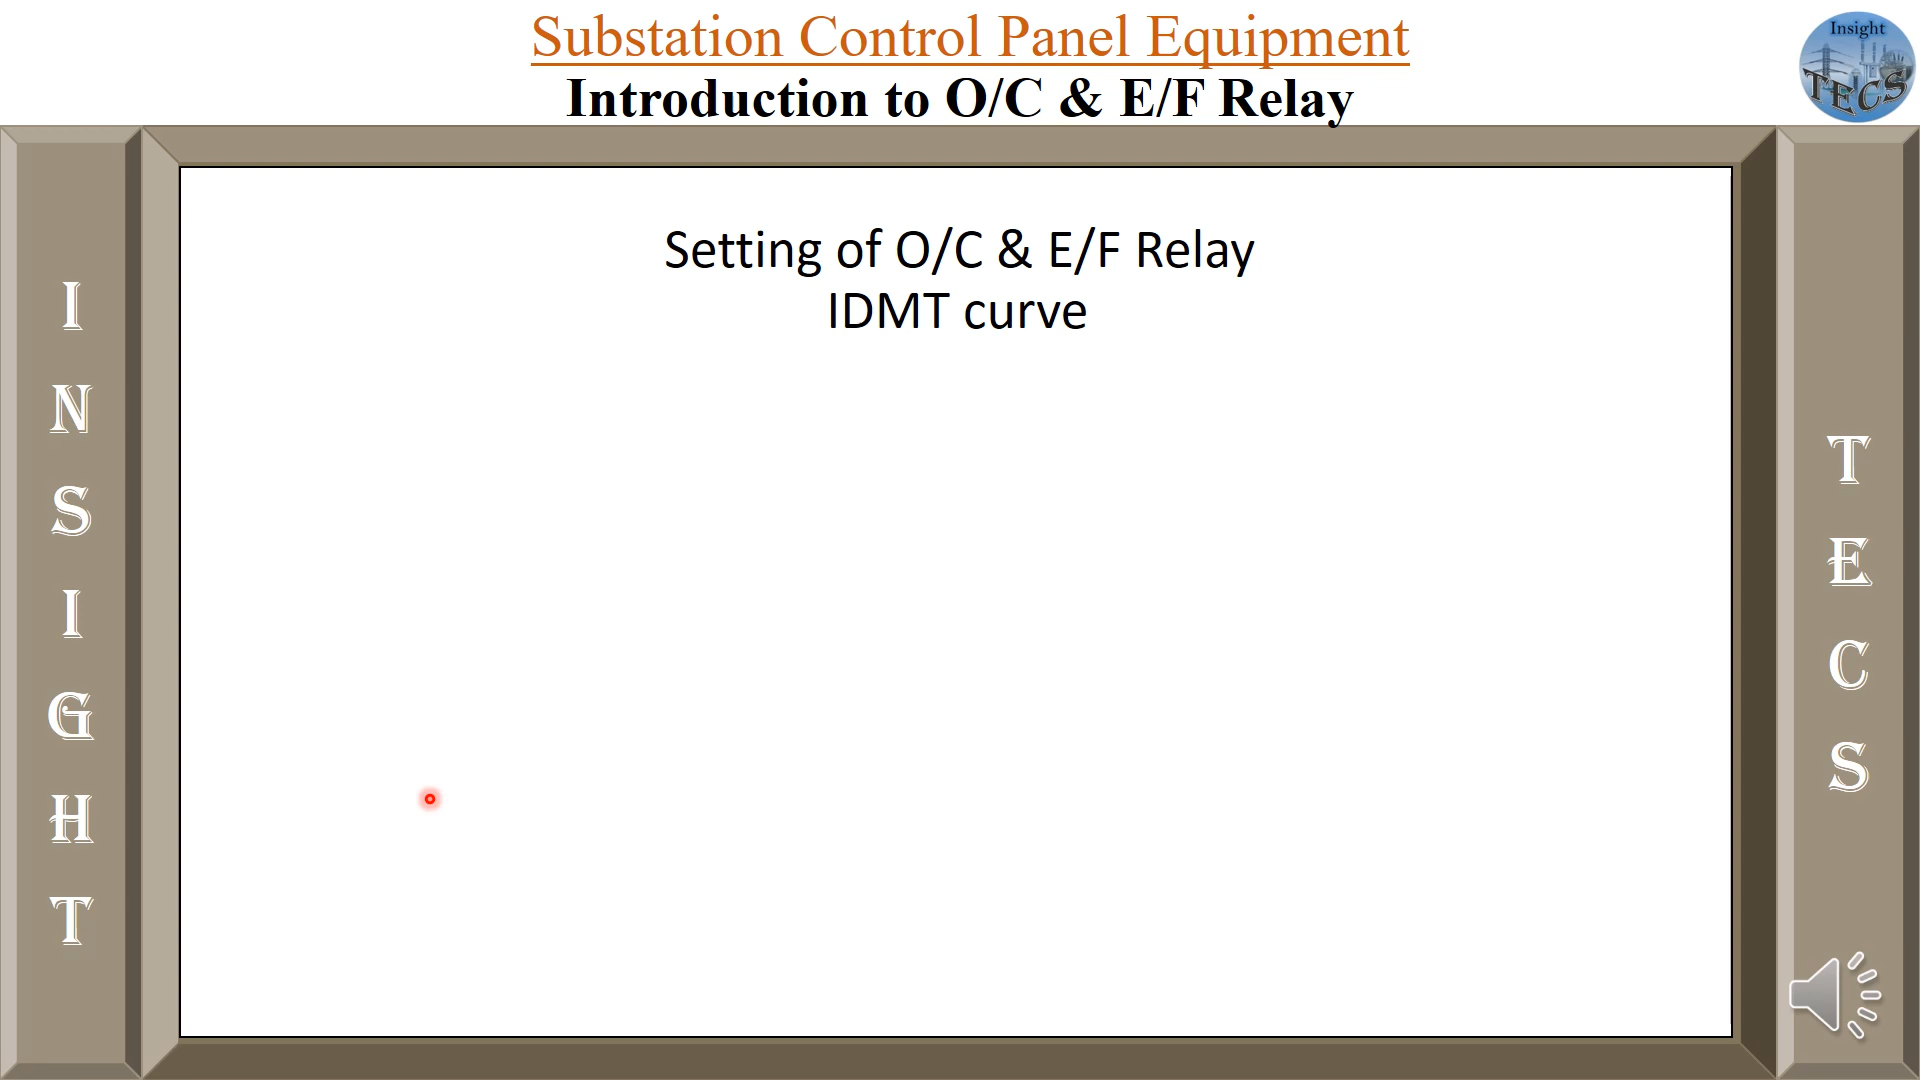 Substation Control Panel Equipment
Introduction to O/C & E/F Relay
Insight
TECS
Setting of O/C & E/F Relay
IDMT curve
I
N
S
I
G
H
T
T
E
C
S